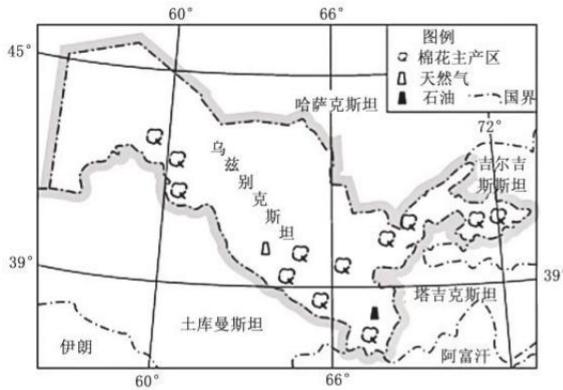 60°
66°
45°
图例
棉花主产区
天然气
石油
国界
哈萨克斯坦
72°
乌兹别克斯坦
吉尔吉
斯斯坦
39°
39°
塔吉克斯坦
土库曼斯坦
伊朗
阿富汗
60°
66°